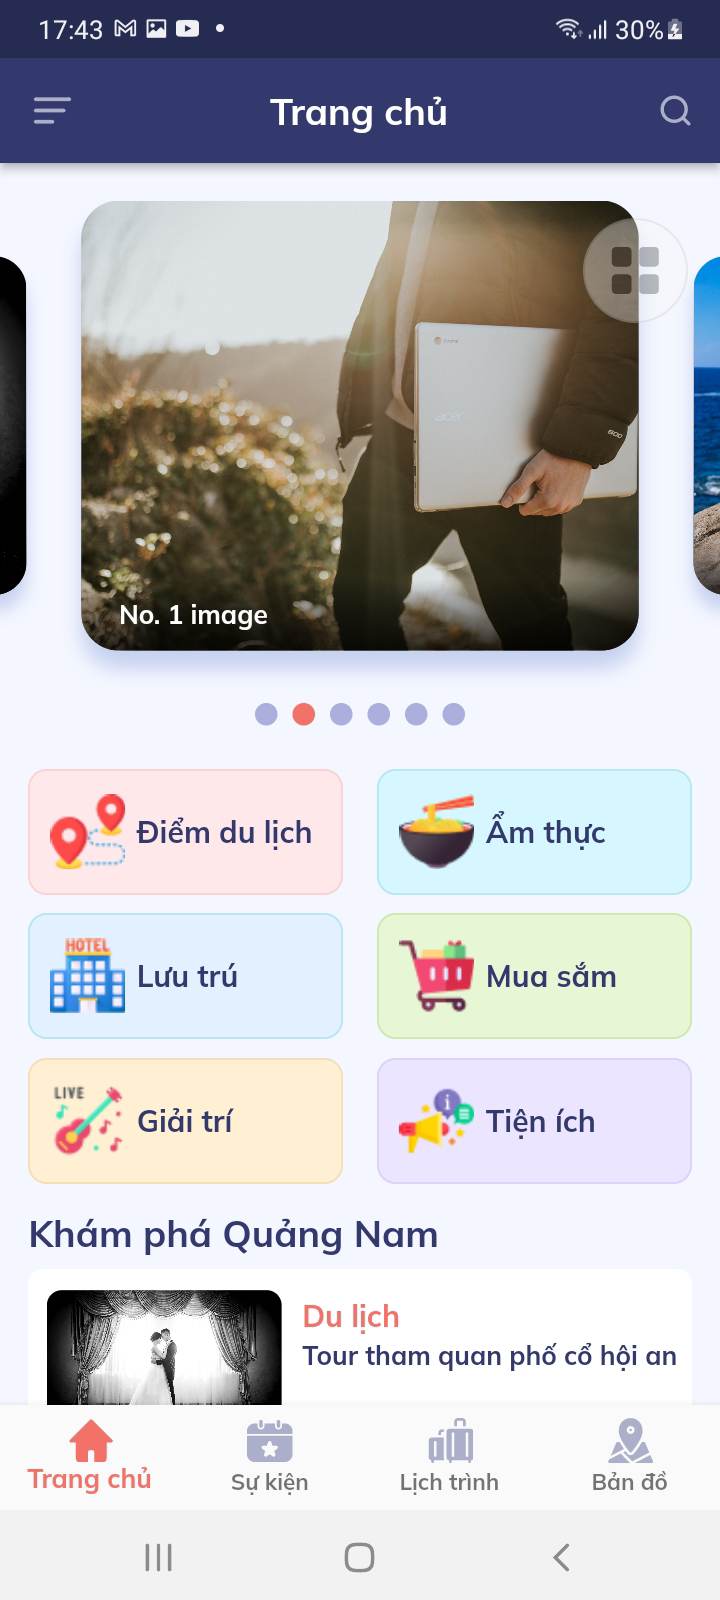 17:43
30%
Trang chủ
acer
No. 1 image
Điểm du lịch
Ẩm thực
HOTEL
Lưu trú
Mua sắm
LIVE
Giải trí
Tiện ích
Khám phá Quảng Nam
Du lịch
Tour tham quan phố cổ hội an
Trang chủ
Sự kiện
Lịch trình
Bản đồ